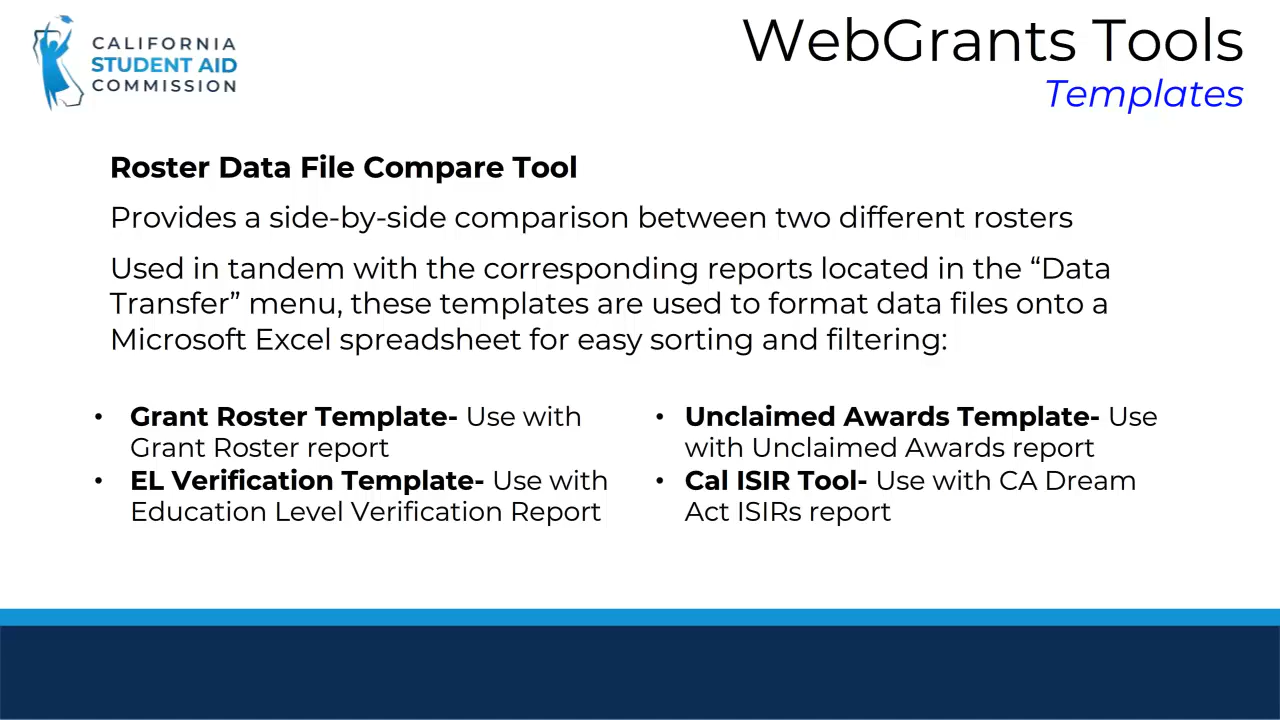 CALIFORNIA
STUDENT AID
COMMISSION
WebGrants Tools
Templates
Roster Data File Compare Tool
Provides a side-by-side comparison between two different rosters
Used in tandem with the corresponding reports located in the “Data
Transfer” menu, these templates are used to format data files onto a
Microsoft Excel spreadsheet for easy sorting and filtering:
• Grant Roster Template- Use with
Grant Roster report
• EL Verification Template- Use with
Education Level Verification Report
• Unclaimed Awards Template- Use
with Unclaimed Awards report
• Cal ISIR Tool- Use with CA Dream
Act ISIRs report